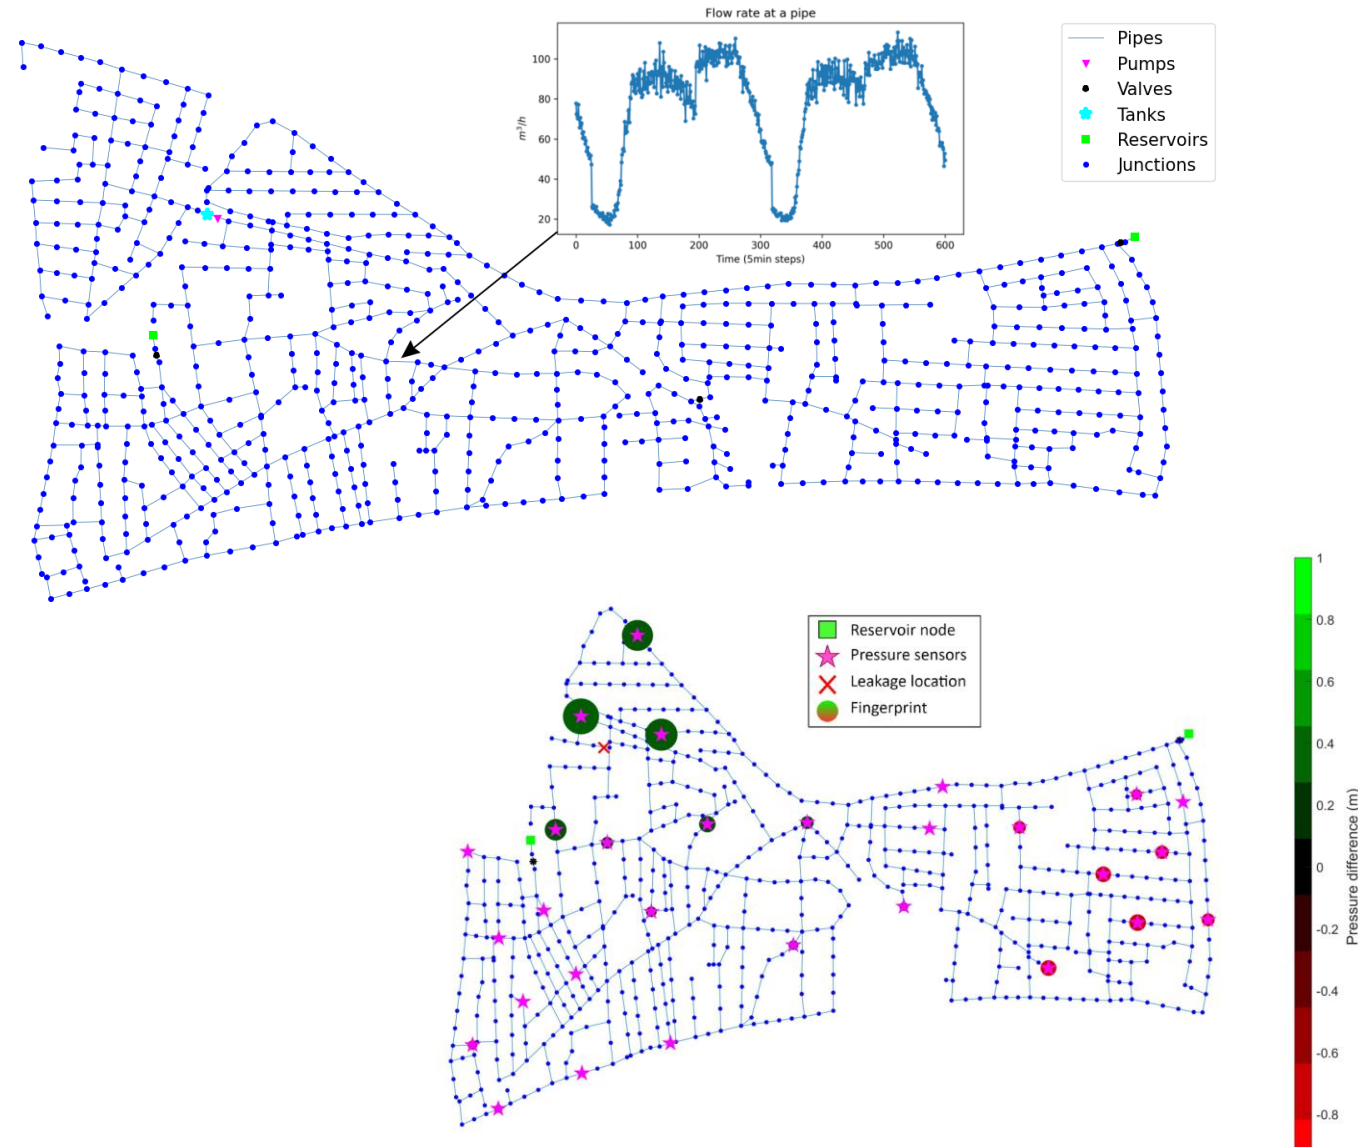 Flow rate at a pipe
m³/h
100
80
60
40
20
0
100
200
300
400
500
600
Time (5min steps)
Pipes
Pumps
Valves
Tanks
Reservoirs
Junctions
Reservoir node
Pressure sensors
Leakage location
Fingerprint
1
0.8
0.6
0.4
0.2
0
-0.2
-0.4
-0.6
-0.8
Pressure difference (m)